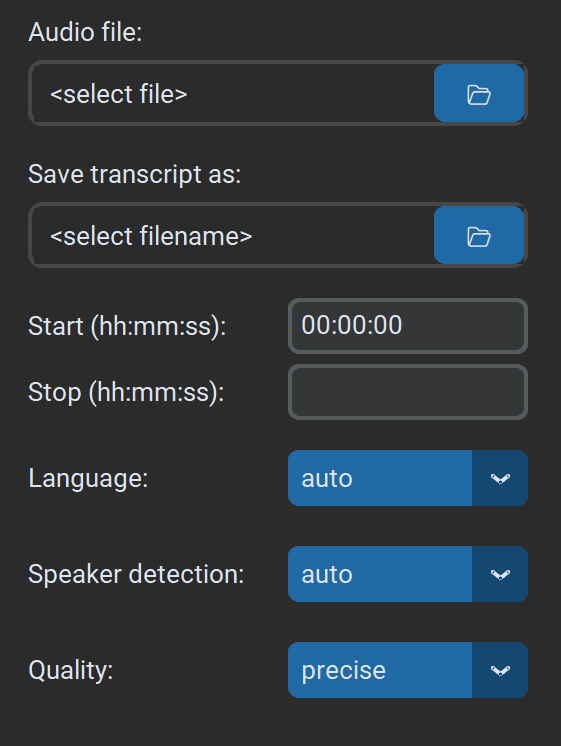 Audio file:
<select file>
Save transcript as:
<select filename>
Start (hh:mm:ss): 00:00:00
Stop (hh:mm:ss):
Language: auto
Speaker detection: auto
Quality: precise